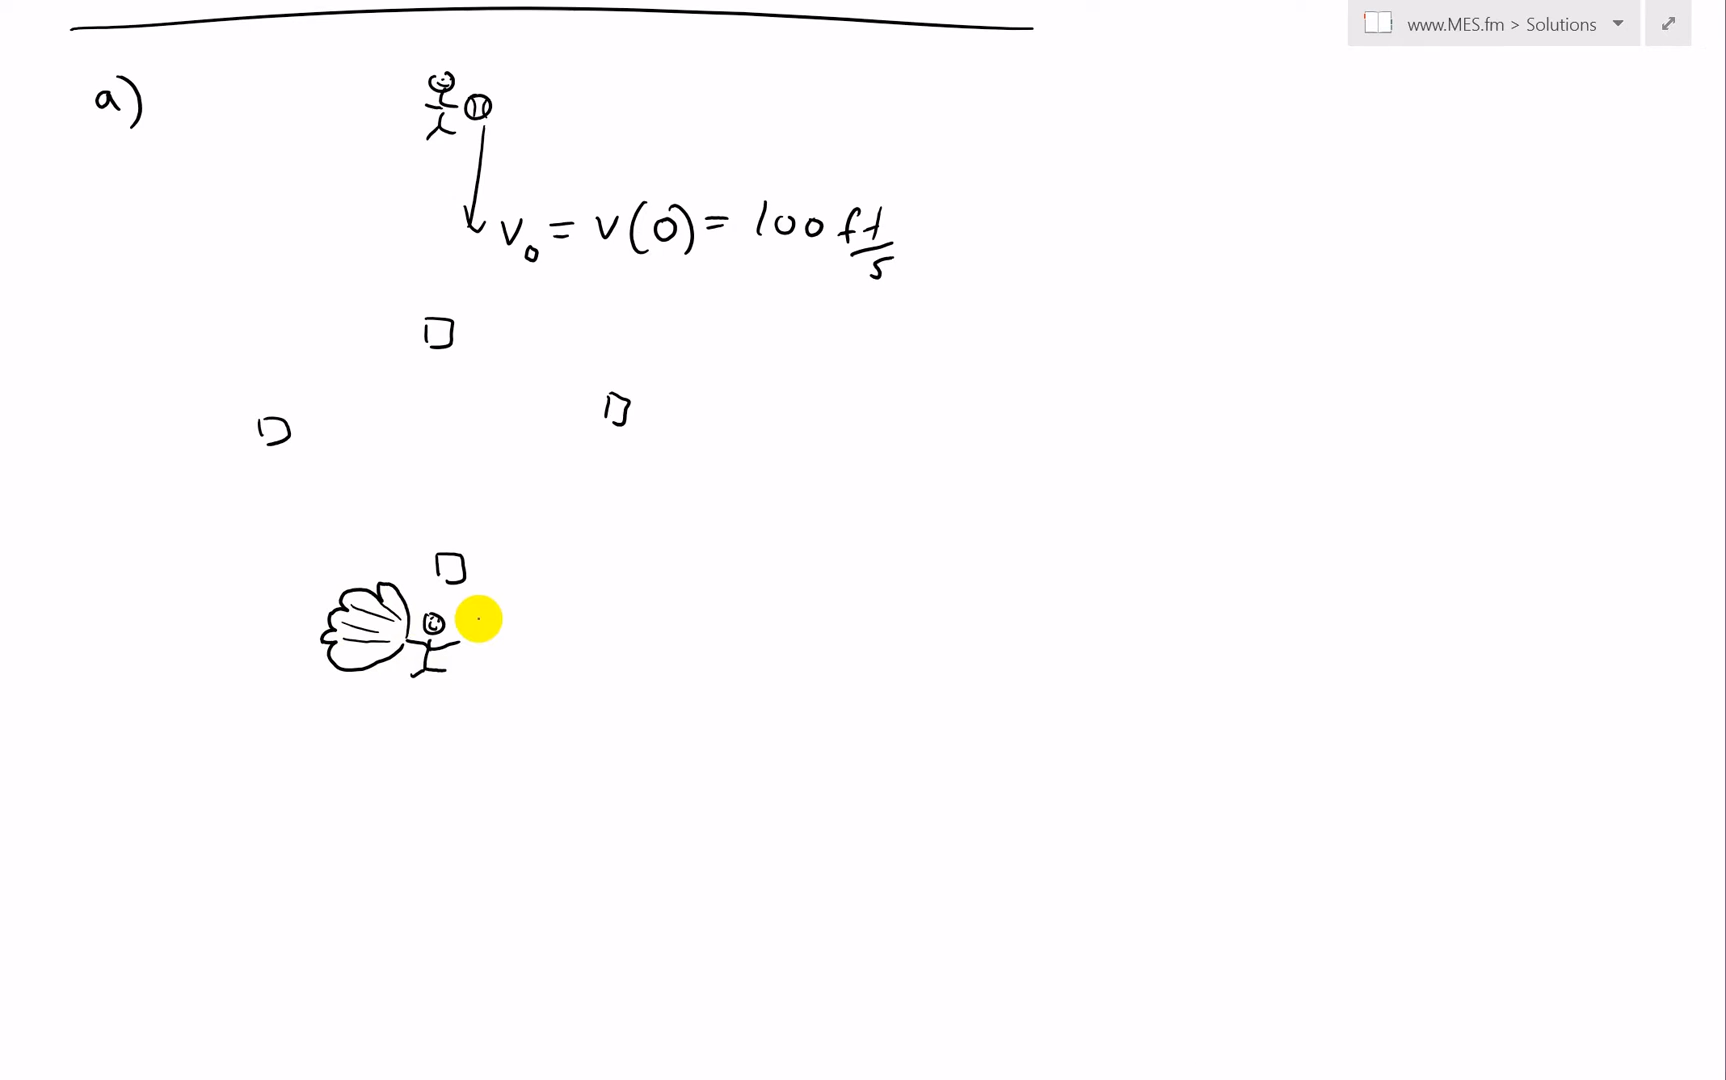 www.MES.fm > Solutions
a)
v₀ = v(0) = 100 ft/s